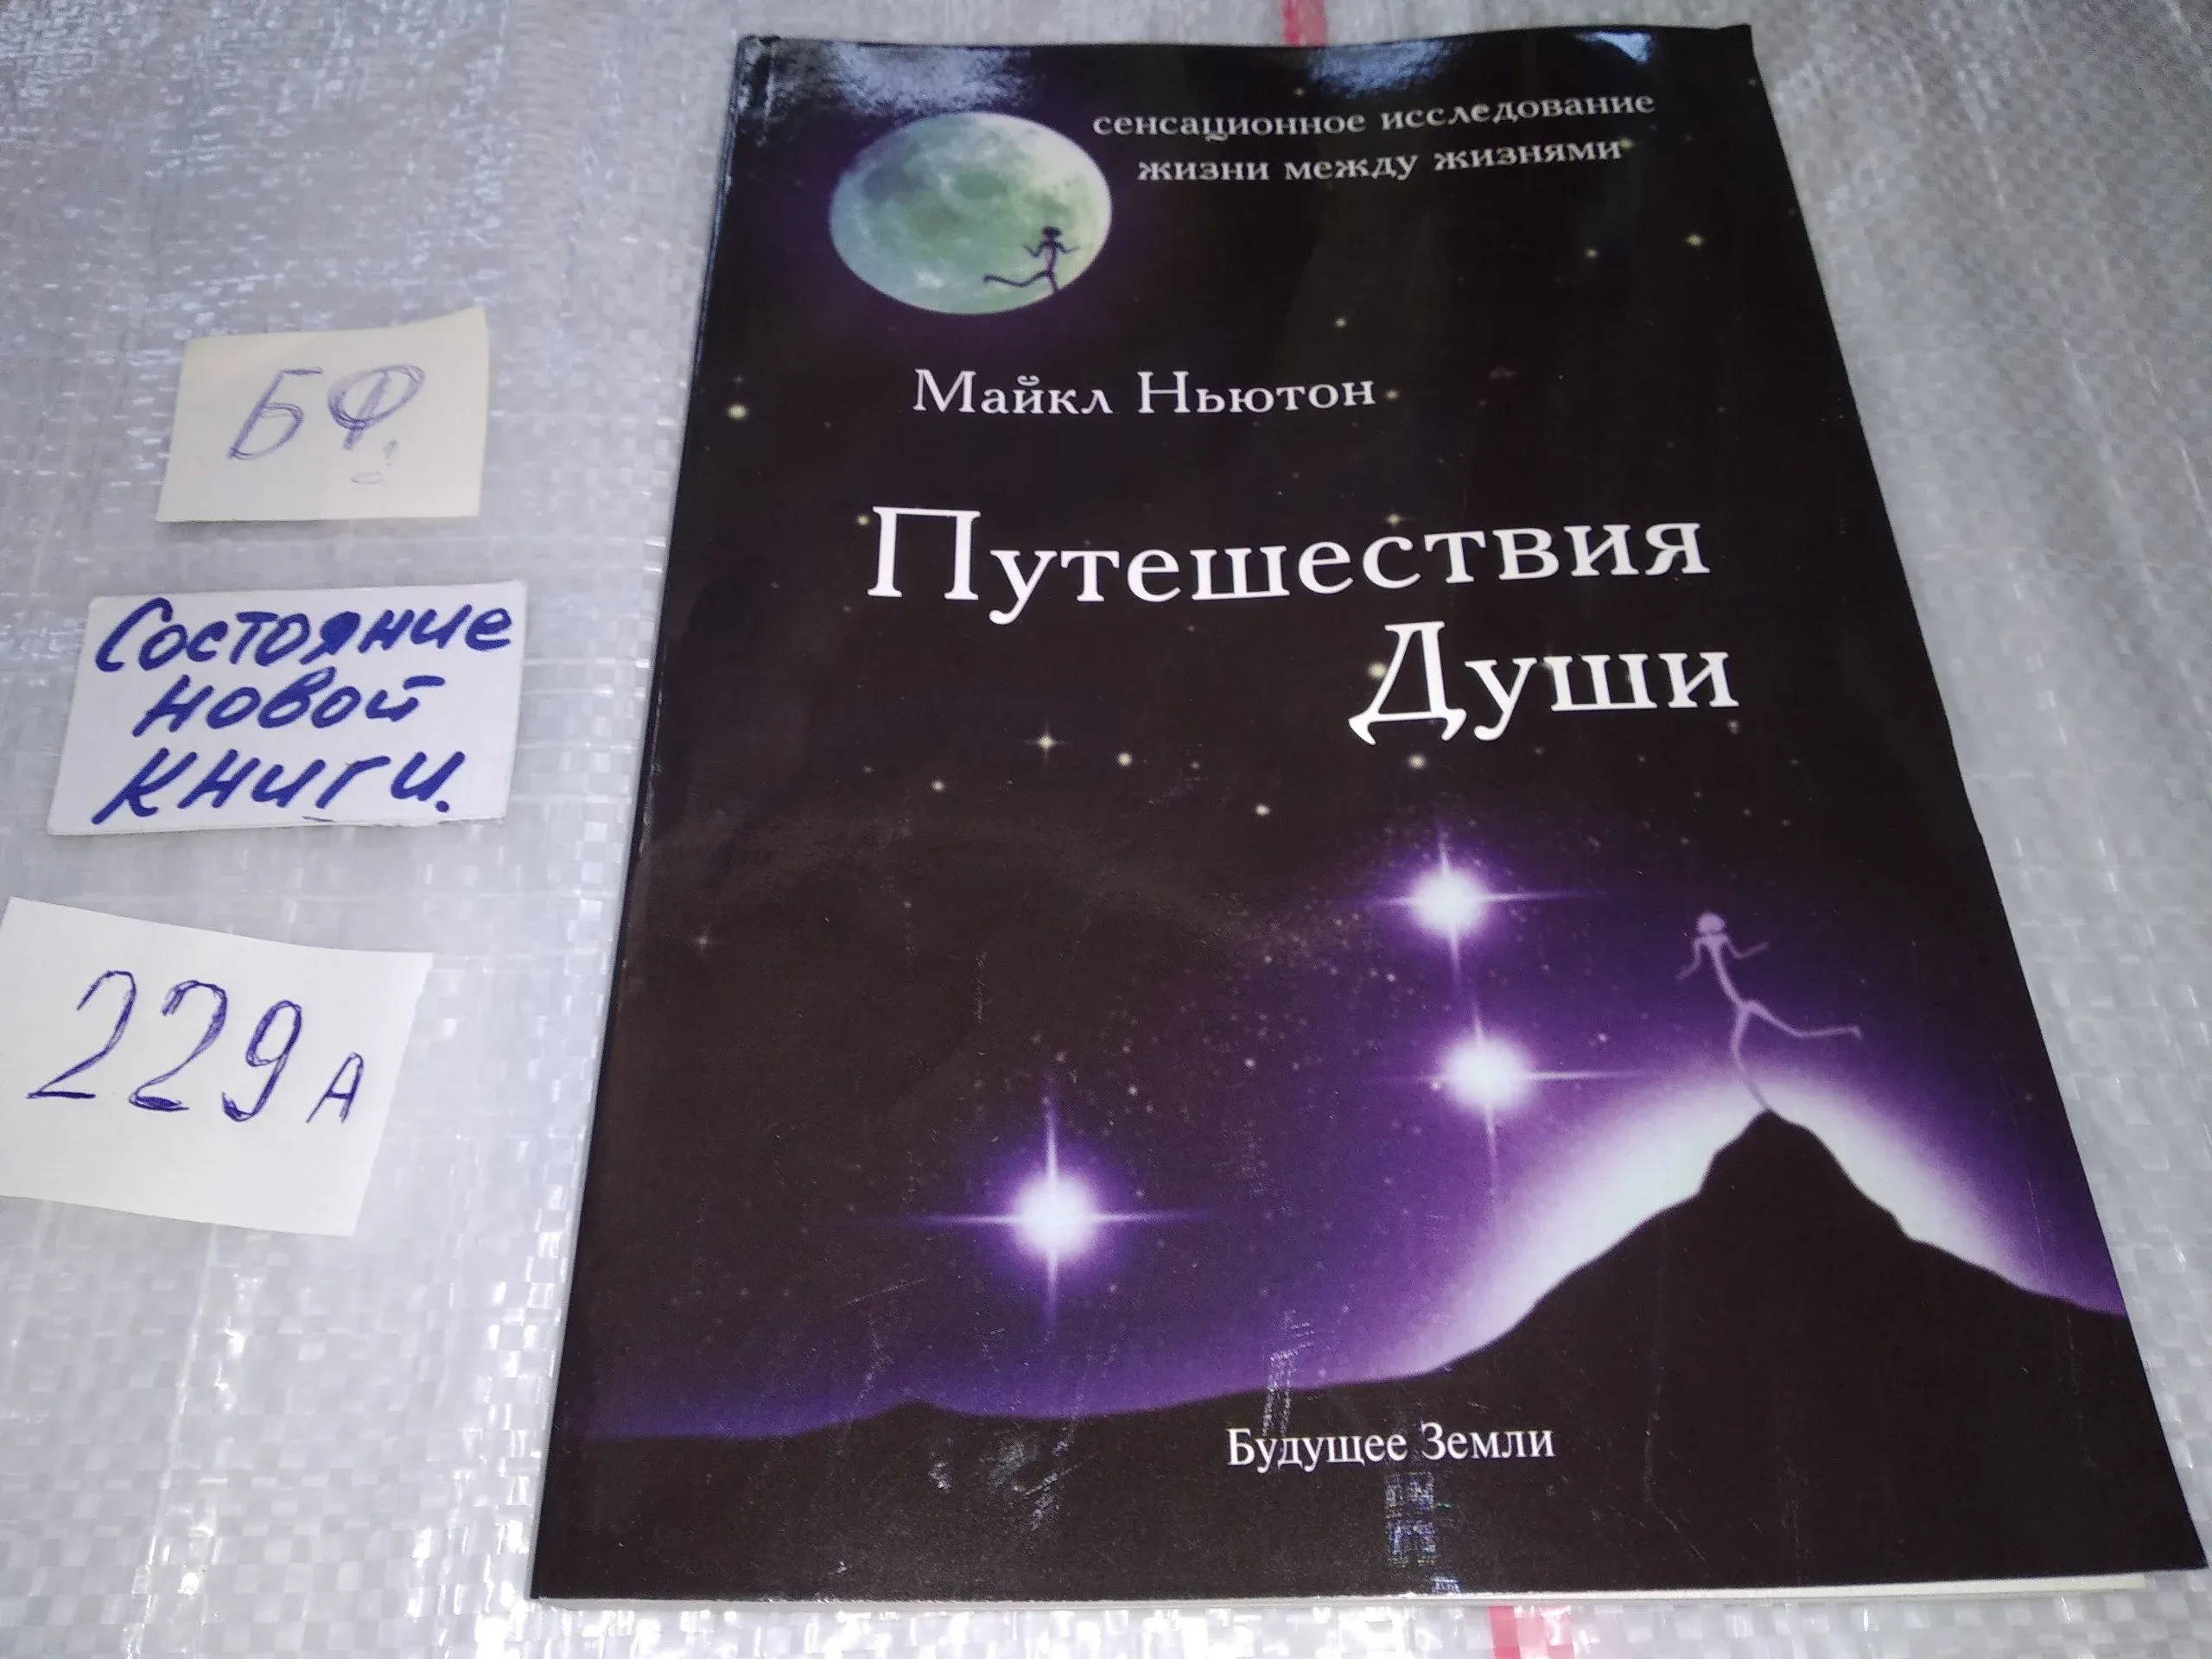 сенсационное исследование
жизни между жизнями
Майкл Ньютон
Путешествия
Души
Будущее Земли
БФ.
Состояние
новой
книги.
229А